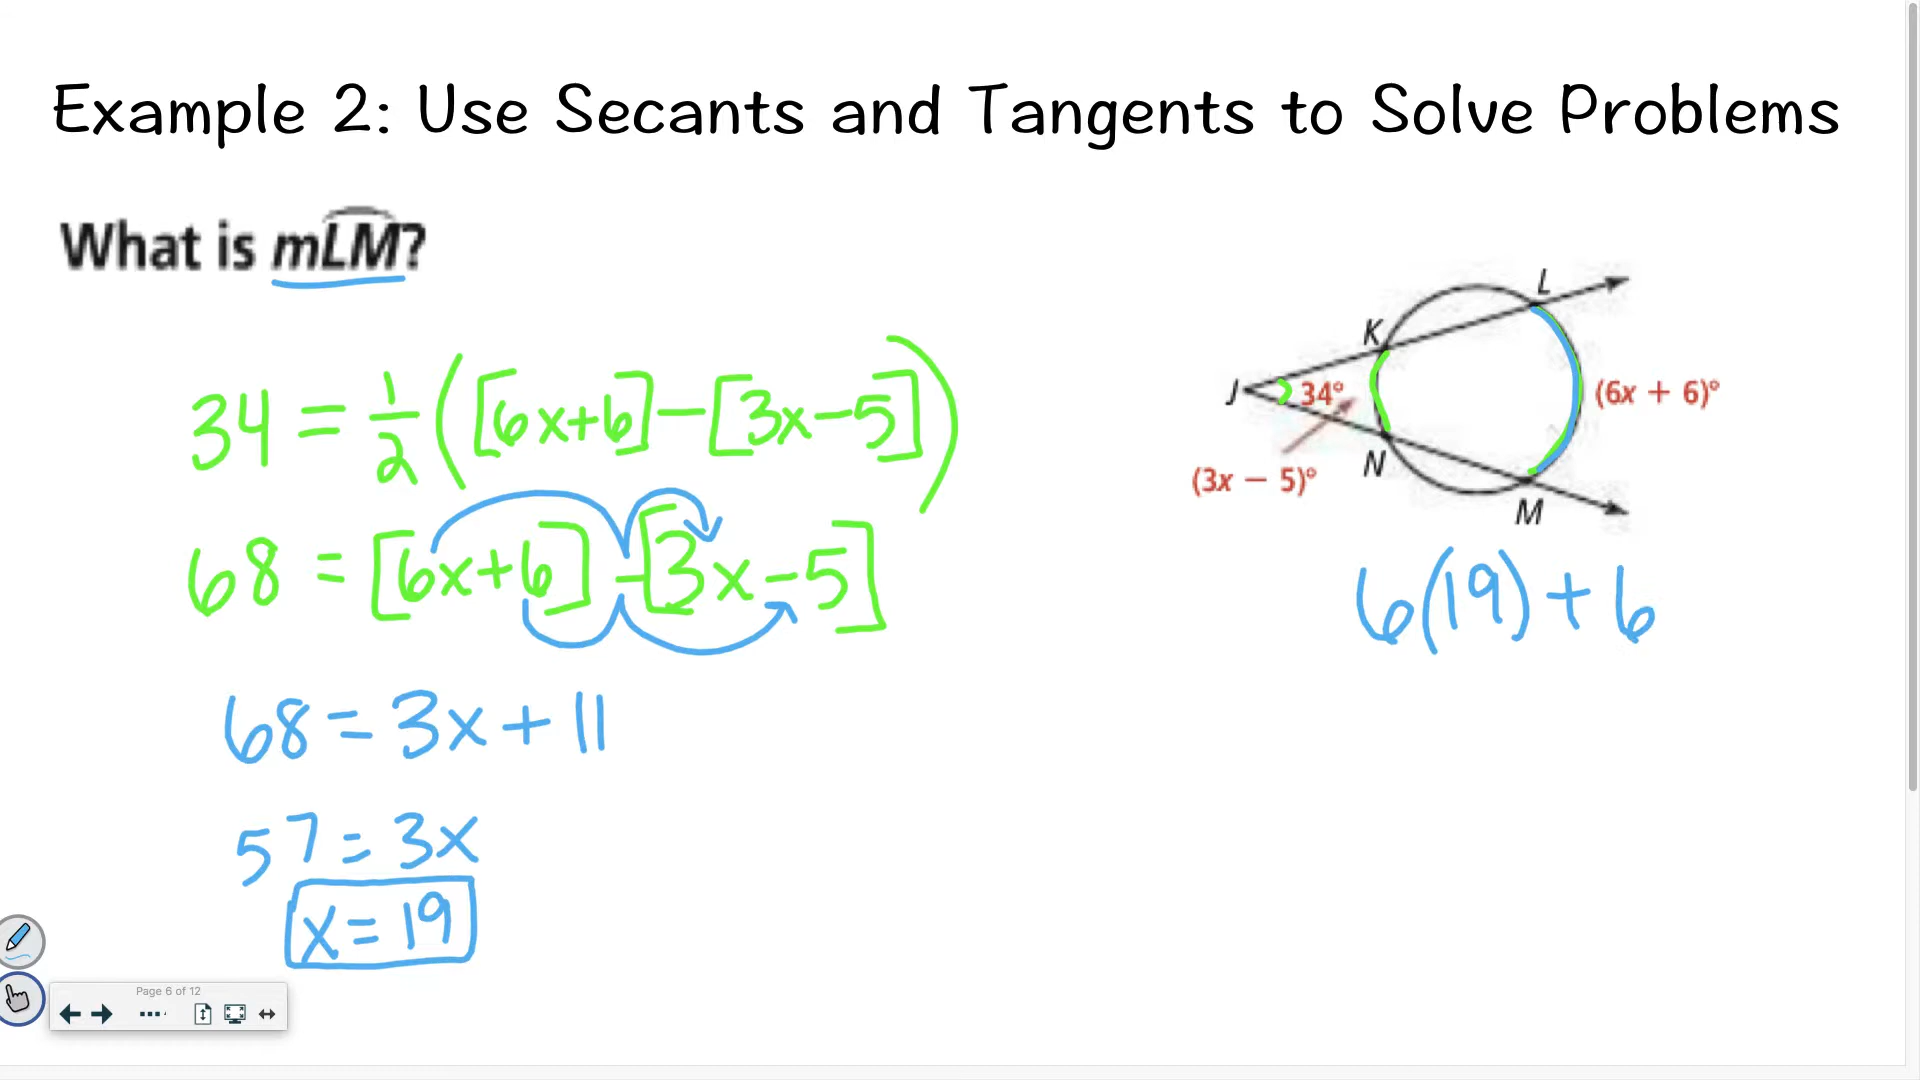 Example 2: Use Secants and Tangents to Solve Problems
What is mLM?
34 = 1/2 ([6x+6] - [3x-5])
68 = [6x+6] - [3x-5]
68 = 3x + 11
57 = 3x
x = 19
L
K
J
34°
(6x + 6)°
N
(3x − 5)°
M
6(19) + 6
Page 6 of 12